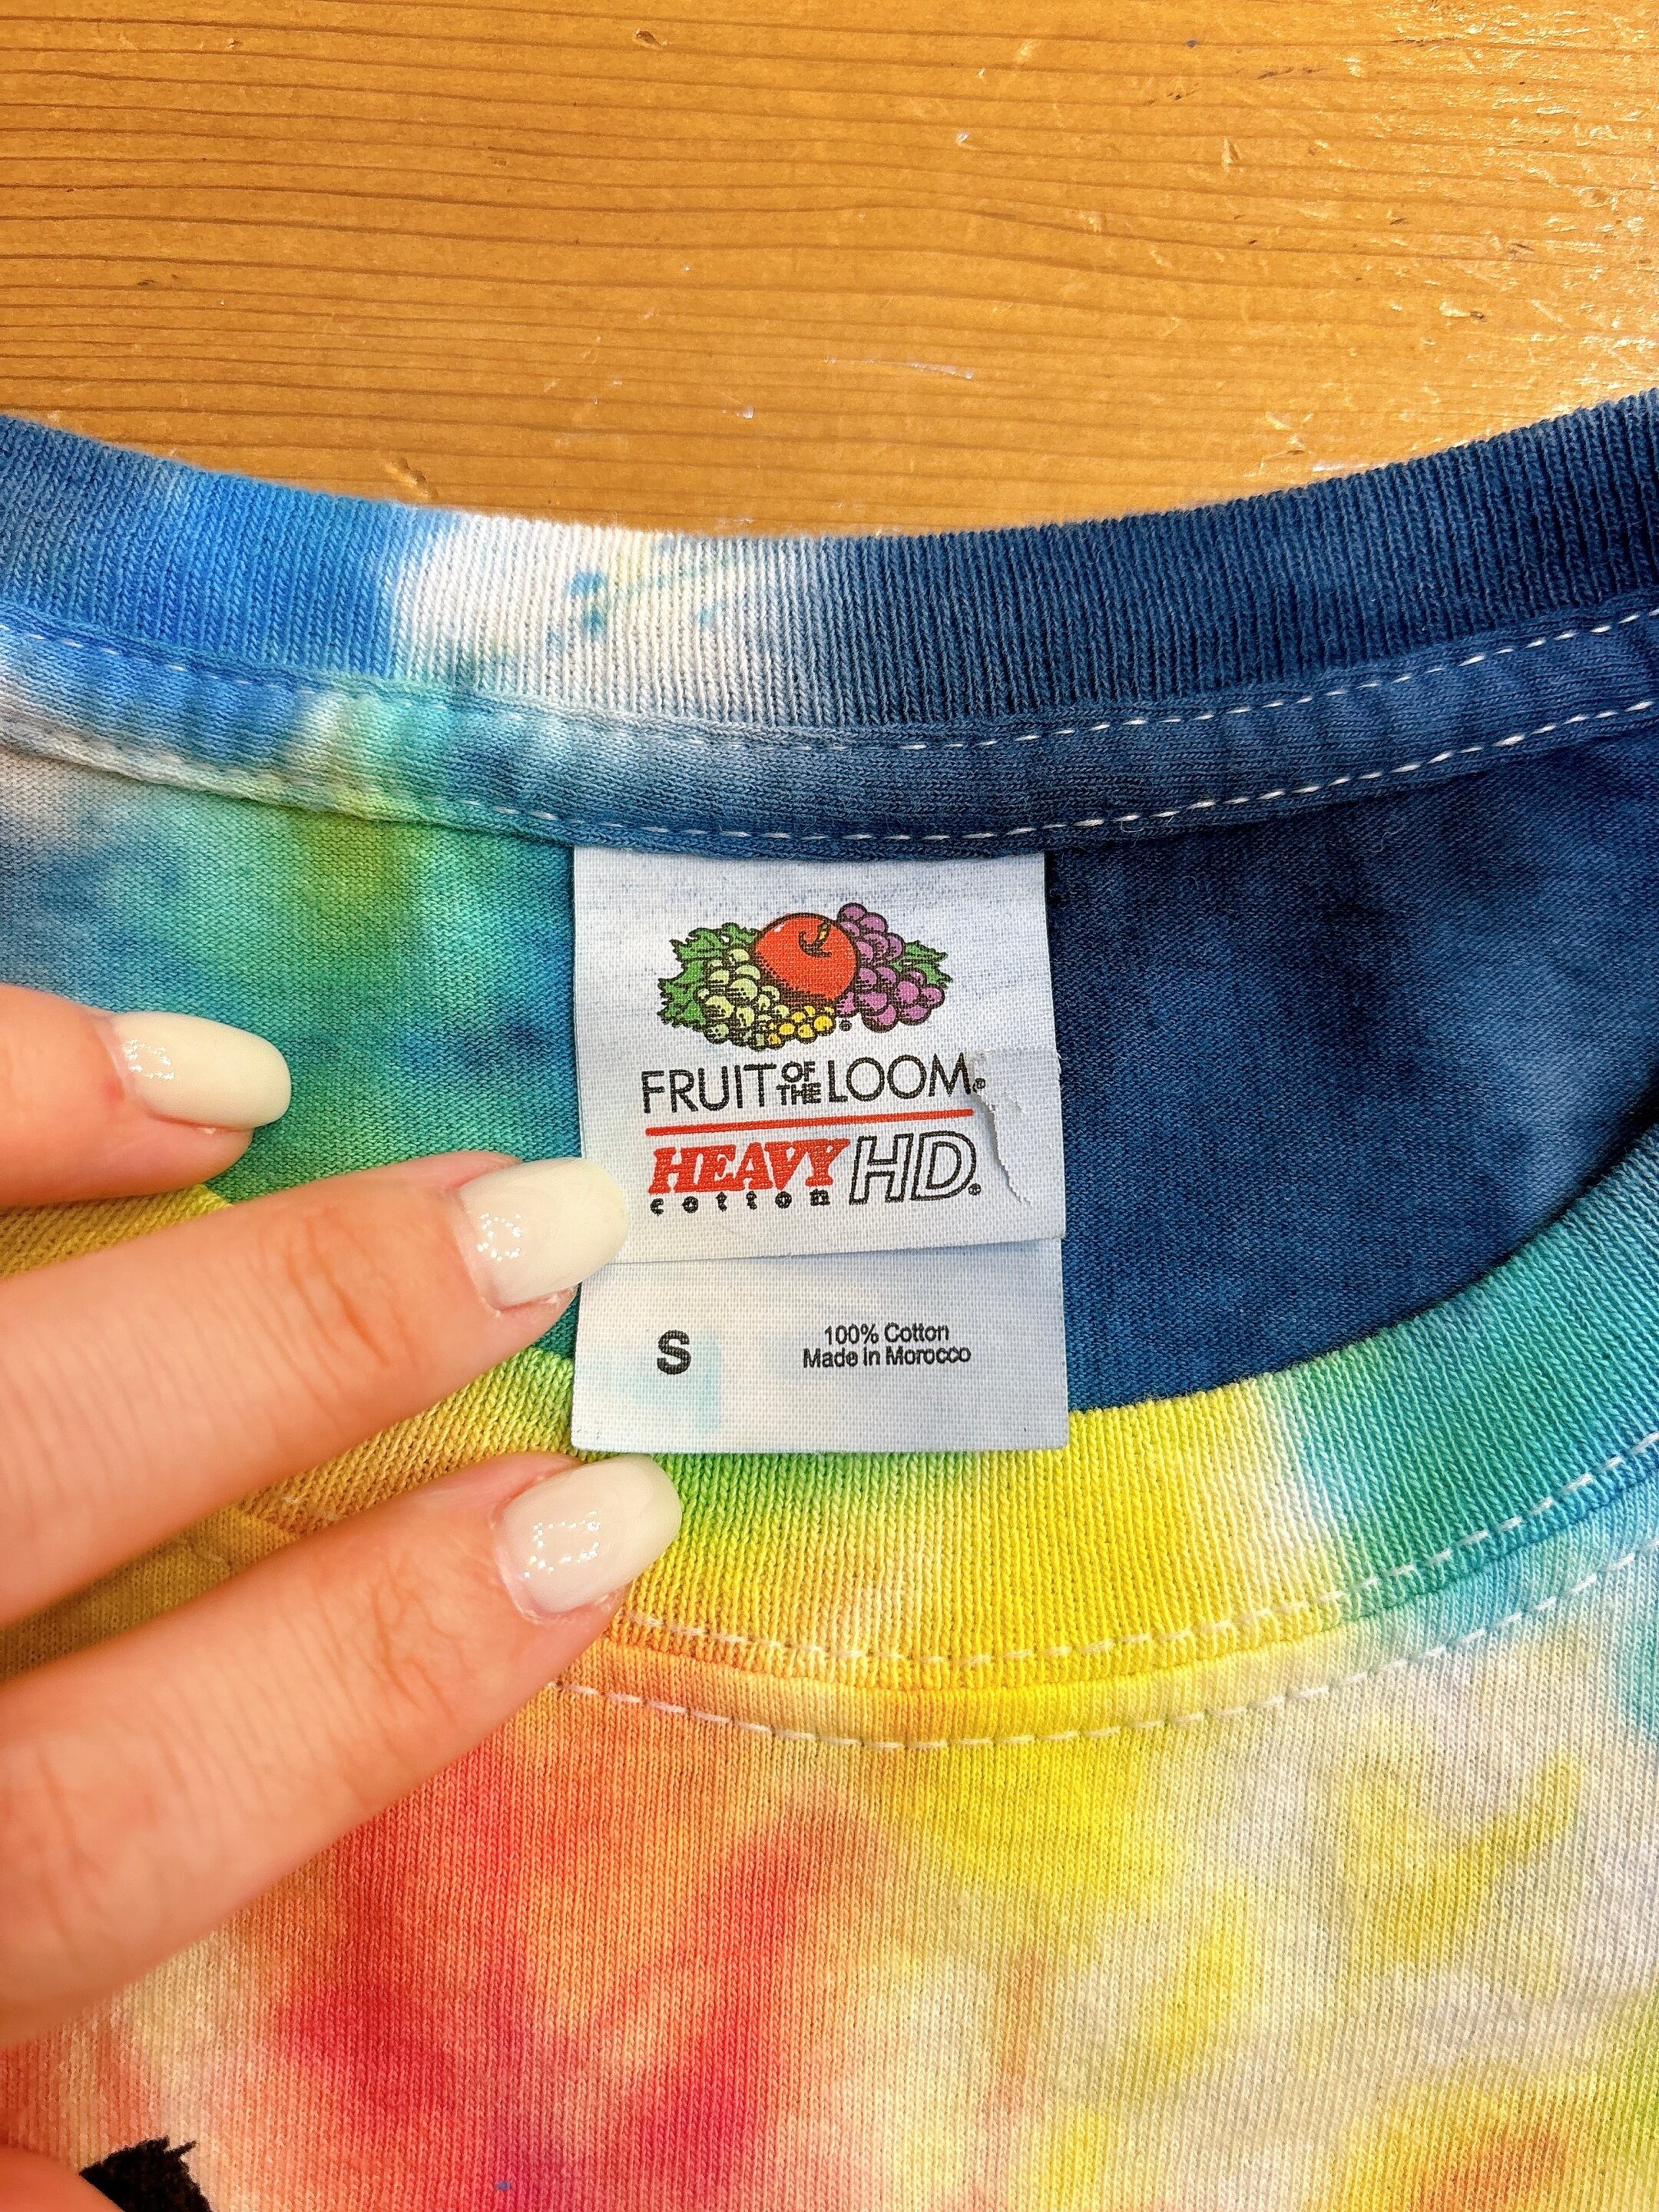 FRUIT OF THE LOOM®
HEAVY HD®
cotton
S
100% Cotton
Made in Morocco